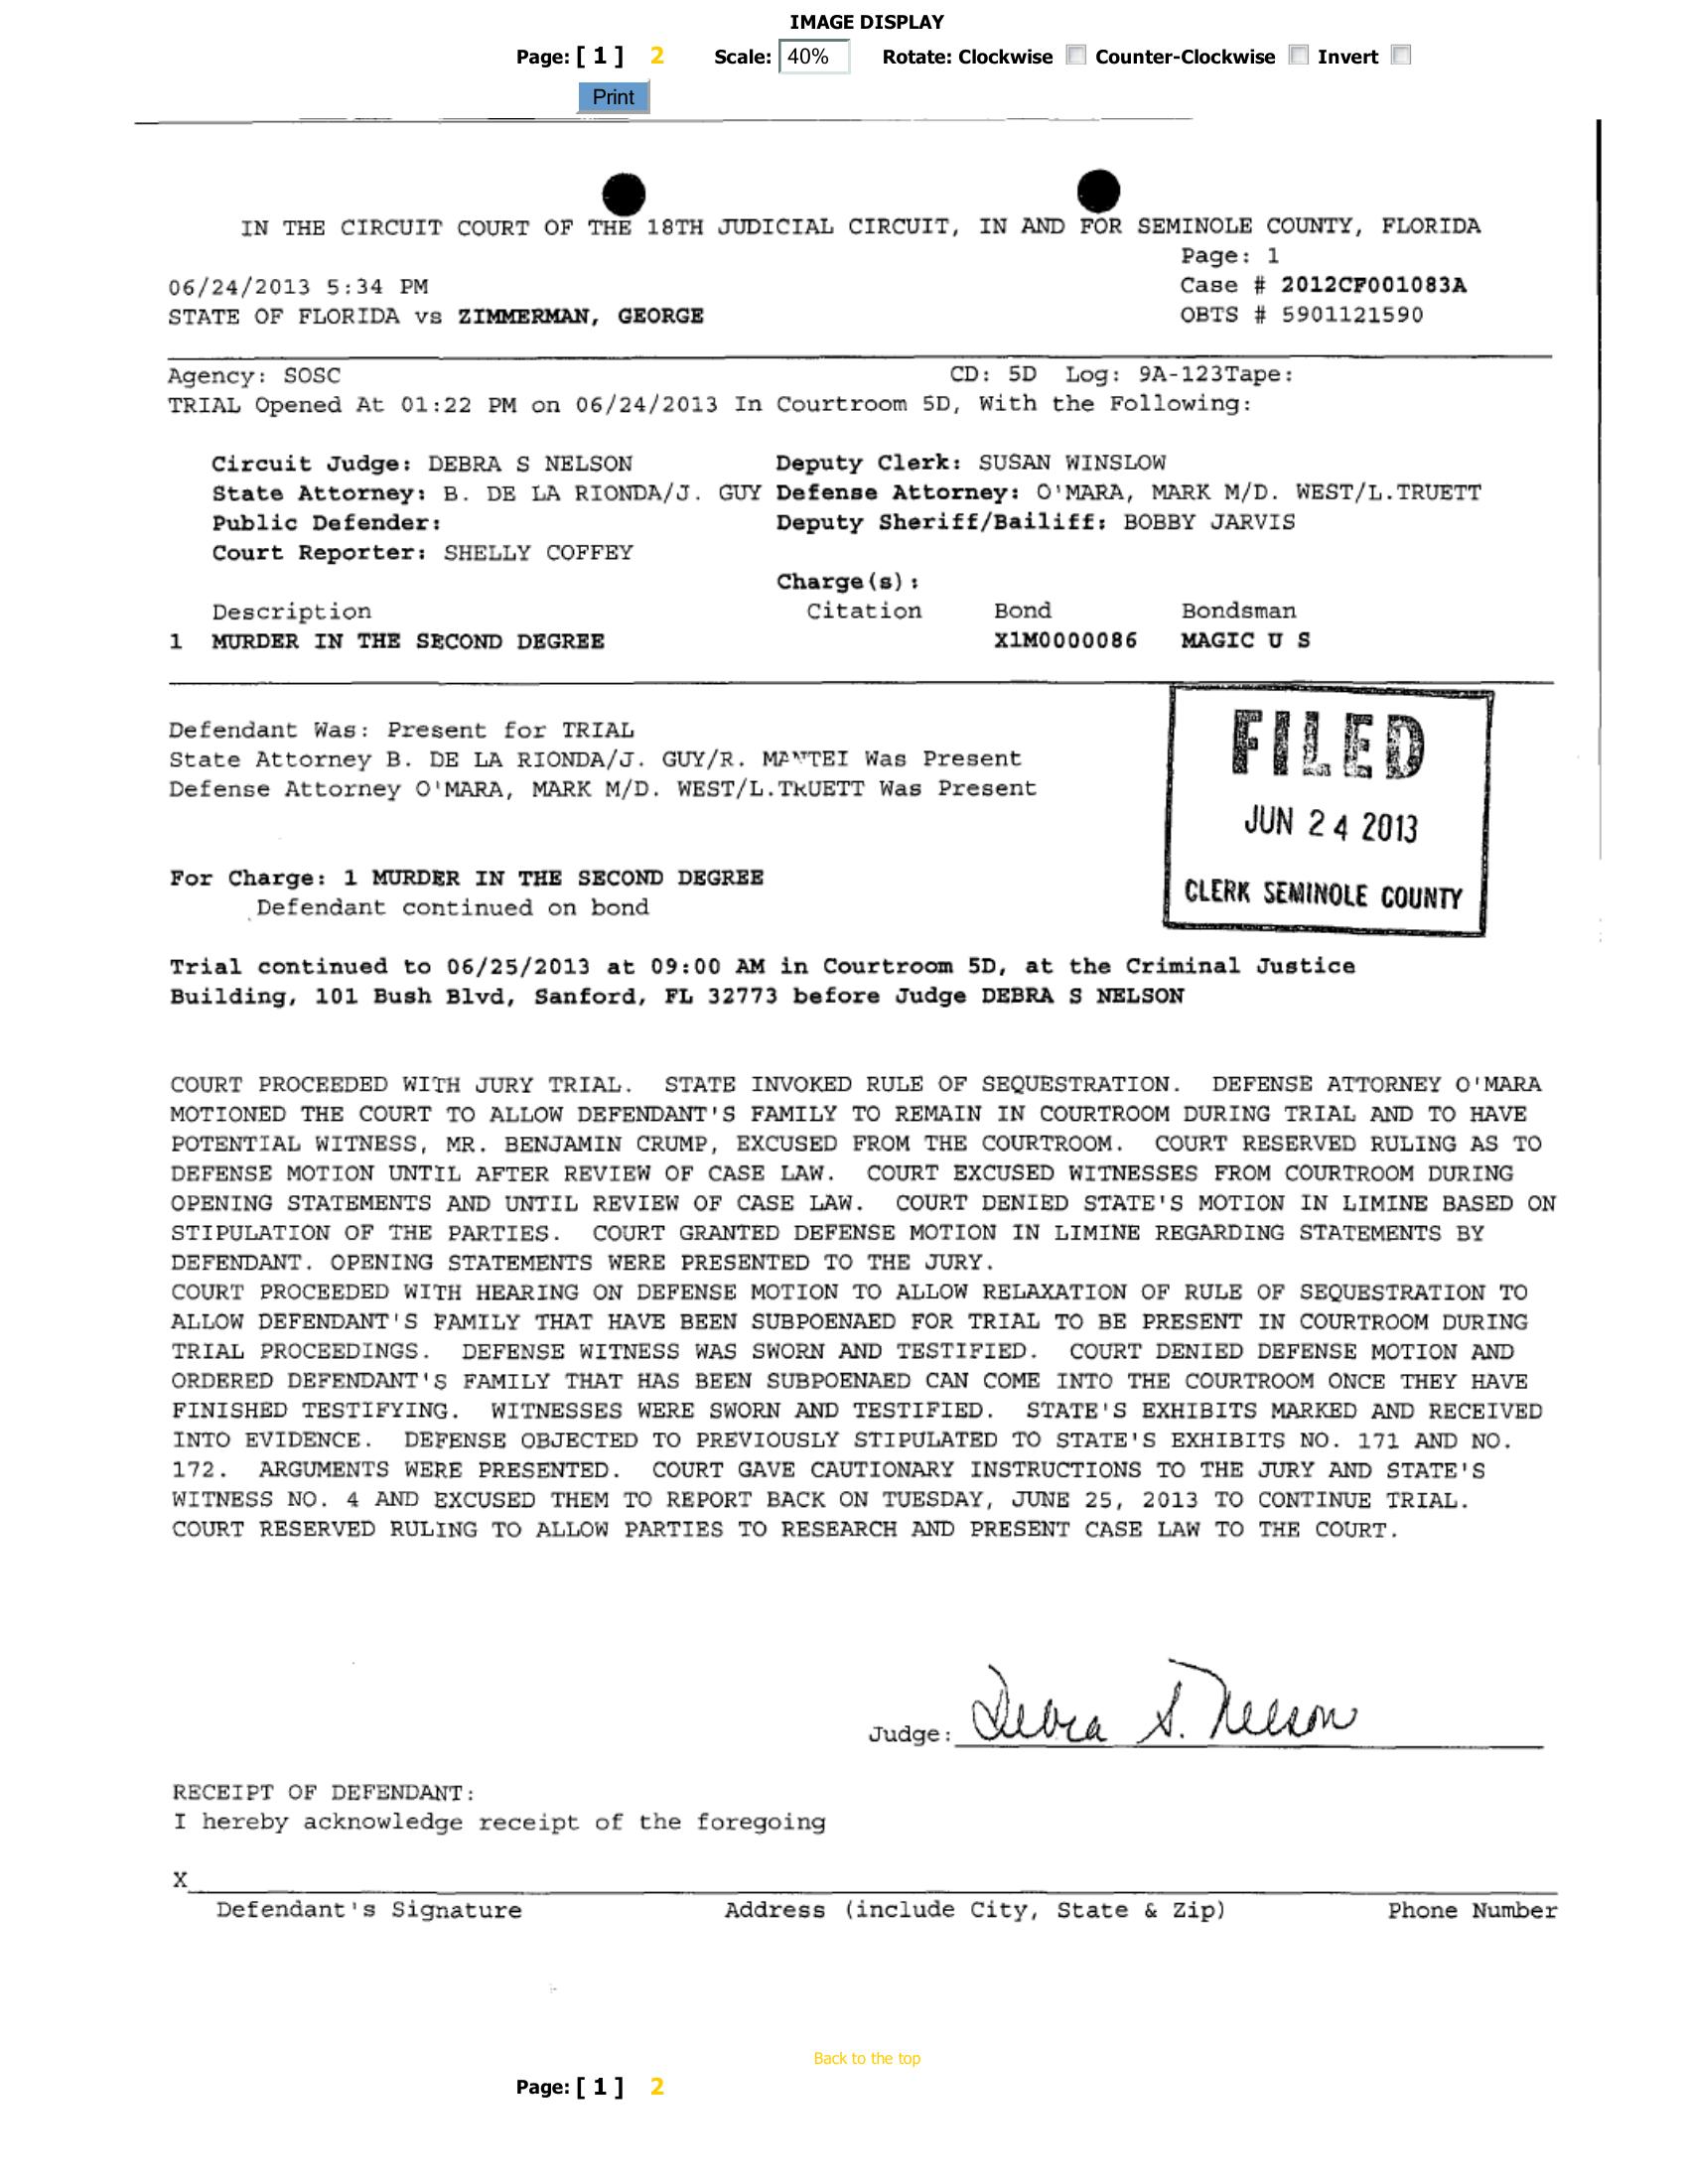 IMAGE DISPLAY
Page: [ 1 ] 2 Scale: 40% Rotate: Clockwise Counter-Clockwise Invert
Print
IN THE CIRCUIT COURT OF THE 18TH JUDICIAL CIRCUIT, IN AND FOR SEMINOLE COUNTY, FLORIDA
Page: 1
06/24/2013 5:34 PM Case # 2012CF001083A
STATE OF FLORIDA vs ZIMMERMAN, GEORGE OBTS # 5901121590
Agency: SOSC CD: 5D Log: 9A-123Tape:
TRIAL Opened At 01:22 PM on 06/24/2013 In Courtroom 5D, With the Following:
Circuit Judge: DEBRA S NELSON Deputy Clerk: SUSAN WINSLOW
State Attorney: B. DE LA RIONDA/J. GUY Defense Attorney: O'MARA, MARK M/D. WEST/L.TRUETT
Public Defender: Deputy Sheriff/Bailiff: BOBBY JARVIS
Court Reporter: SHELLY COFFEY
Charge(s):
Description Citation Bond Bondsman
1 MURDER IN THE SECOND DEGREE X1M0000086 MAGIC U S
Defendant Was: Present for TRIAL
State Attorney B. DE LA RIONDA/J. GUY/R. MANTEI Was Present
Defense Attorney O'MARA, MARK M/D. WEST/L.TRUETT Was Present
FILED
JUN 24 2013
CLERK SEMINOLE COUNTY
For Charge: 1 MURDER IN THE SECOND DEGREE
Defendant continued on bond
Trial continued to 06/25/2013 at 09:00 AM in Courtroom 5D, at the Criminal Justice
Building, 101 Bush Blvd, Sanford, FL 32773 before Judge DEBRA S NELSON
COURT PROCEEDED WITH JURY TRIAL. STATE INVOKED RULE OF SEQUESTRATION. DEFENSE ATTORNEY O'MARA
MOTIONED THE COURT TO ALLOW DEFENDANT'S FAMILY TO REMAIN IN COURTROOM DURING TRIAL AND TO HAVE
POTENTIAL WITNESS, MR. BENJAMIN CRUMP, EXCUSED FROM THE COURTROOM. COURT RESERVED RULING AS TO
DEFENSE MOTION UNTIL AFTER REVIEW OF CASE LAW. COURT EXCUSED WITNESSES FROM COURTROOM DURING
OPENING STATEMENTS AND UNTIL REVIEW OF CASE LAW. COURT DENIED STATE'S MOTION IN LIMINE BASED ON
STIPULATION OF THE PARTIES. COURT GRANTED DEFENSE MOTION IN LIMINE REGARDING STATEMENTS BY
DEFENDANT. OPENING STATEMENTS WERE PRESENTED TO THE JURY.
COURT PROCEEDED WITH HEARING ON DEFENSE MOTION TO ALLOW RELAXATION OF RULE OF SEQUESTRATION TO
ALLOW DEFENDANT'S FAMILY THAT HAVE BEEN SUBPOENAED FOR TRIAL TO BE PRESENT IN COURTROOM DURING
TRIAL PROCEEDINGS. DEFENSE WITNESS WAS SWORN AND TESTIFIED. COURT DENIED DEFENSE MOTION AND
ORDERED DEFENDANT'S FAMILY THAT HAS BEEN SUBPOENAED CAN COME INTO THE COURTROOM ONCE THEY HAVE
FINISHED TESTIFYING. WITNESSES WERE SWORN AND TESTIFIED. STATE'S EXHIBITS MARKED AND RECEIVED
INTO EVIDENCE. DEFENSE OBJECTED TO PREVIOUSLY STIPULATED TO STATE'S EXHIBITS NO. 171 AND NO.
172. ARGUMENTS WERE PRESENTED. COURT GAVE CAUTIONARY INSTRUCTIONS TO THE JURY AND STATE'S
WITNESS NO. 4 AND EXCUSED THEM TO REPORT BACK ON TUESDAY, JUNE 25, 2013 TO CONTINUE TRIAL.
COURT RESERVED RULING TO ALLOW PARTIES TO RESEARCH AND PRESENT CASE LAW TO THE COURT.
Judge: Debra S. Nelson
RECEIPT OF DEFENDANT:
I hereby acknowledge receipt of the foregoing
X
Defendant's Signature Address (include City, State & Zip) Phone Number
Back to the top
Page: [ 1 ] 2